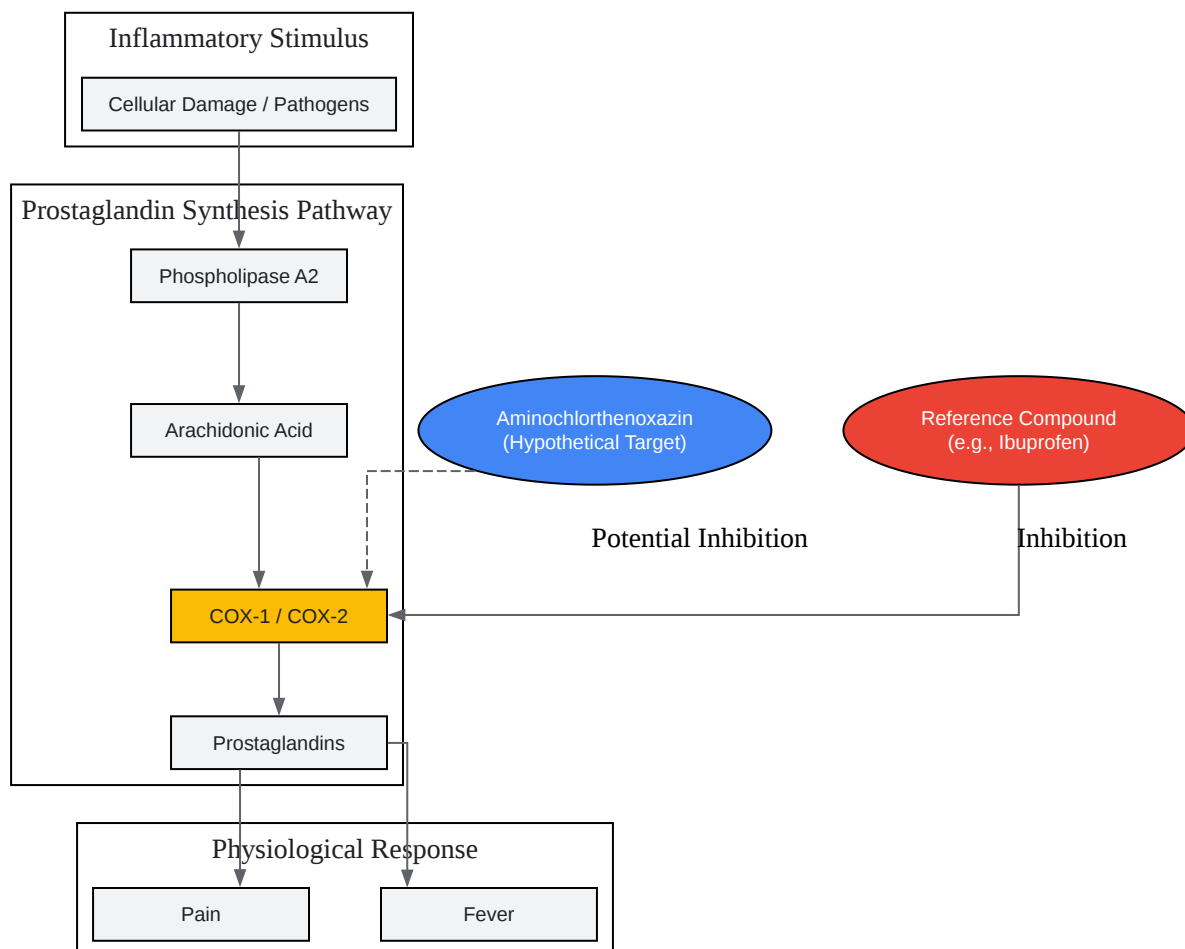 Inflammatory Stimulus
Cellular Damage / Pathogens
Prostaglandin Synthesis Pathway
Phospholipase A2
Arachidonic Acid
Aminochlorthenoxazin
(Hypothetical Target)
Reference Compound
(e.g., Ibuprofen)
Potential Inhibition
Inhibition
COX-1 / COX-2
Prostaglandins
Physiological Response
Pain
Fever